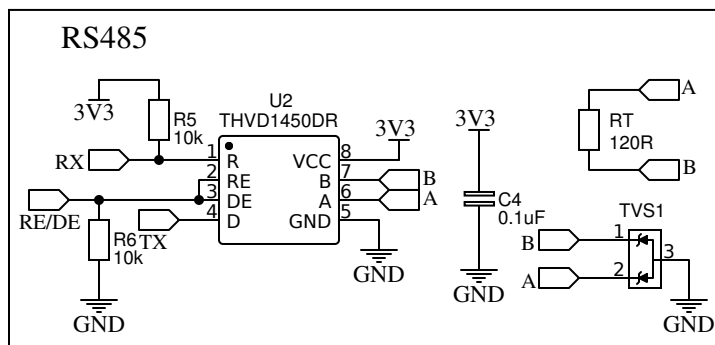 RS485
3V3
R5
10k
RX
RE/DE
R6
10k
GND
TX
U2
THVD1450DR
1 R
2 RE
3 DE
4 D
VCC 8
B 7
A 6
GND 5
3V3
B
A
GND
3V3
C4
0.1uF
GND
A
RT
120R
B
TVS1
B 1
A 2
3
GND